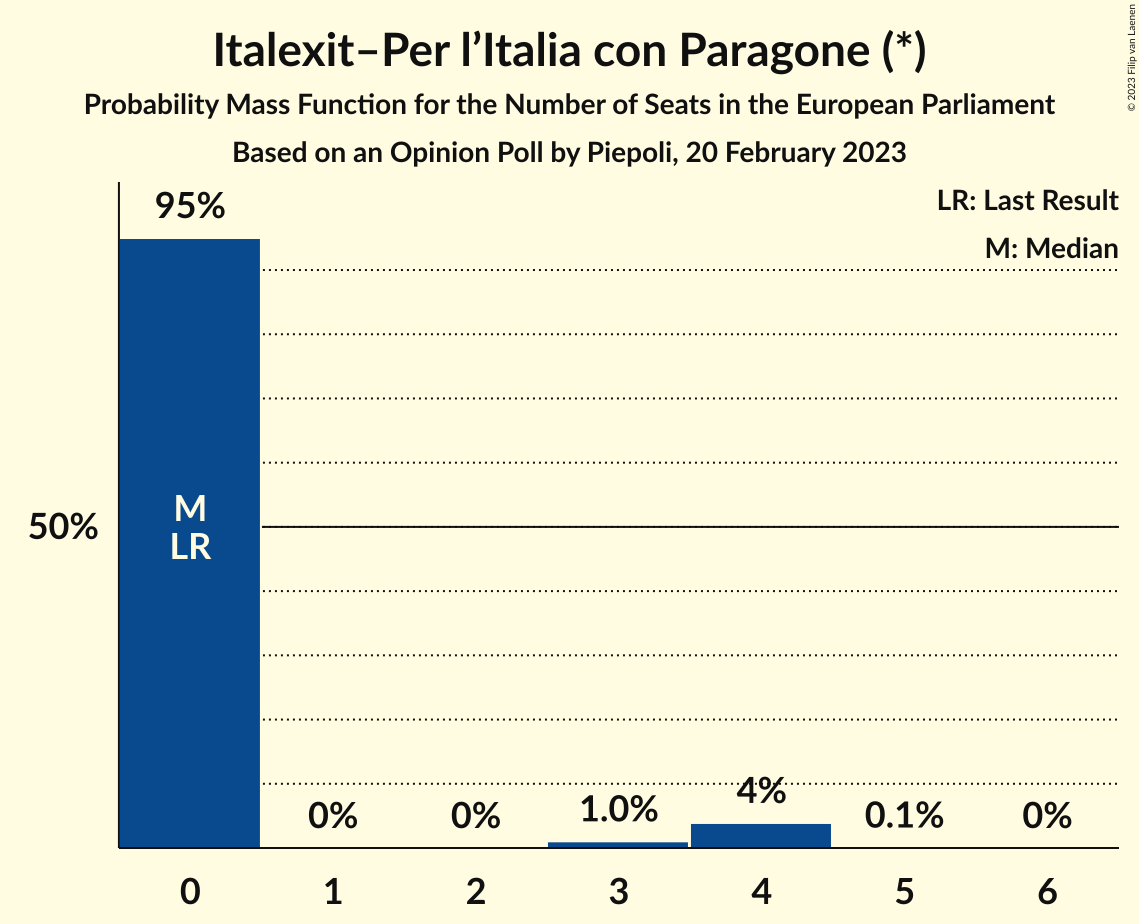 Italexit–Per l’Italia con Paragone (*)
Probability Mass Function for the Number of Seats in the European Parliament
Based on an Opinion Poll by Piepoli, 20 February 2023
© 2023 Filip van Laenen
LR: Last Result
M: Median
95%
50%
M
LR
0%
0%
1.0%
4%
0.1%
0%
0
1
2
3
4
5
6